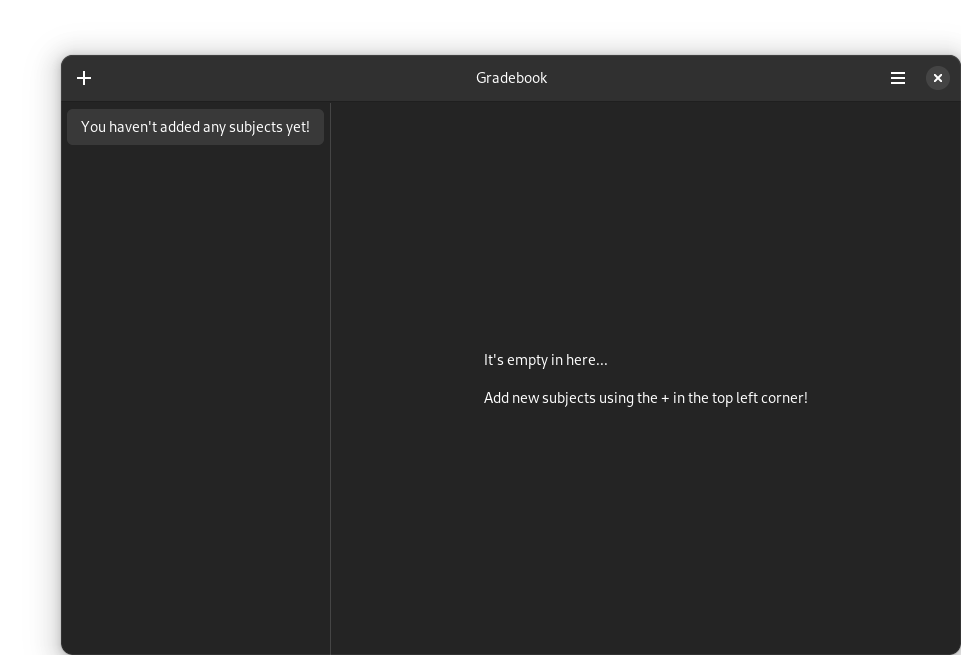 Gradebook
You haven't added any subjects yet!
It's empty in here...
Add new subjects using the + in the top left corner!